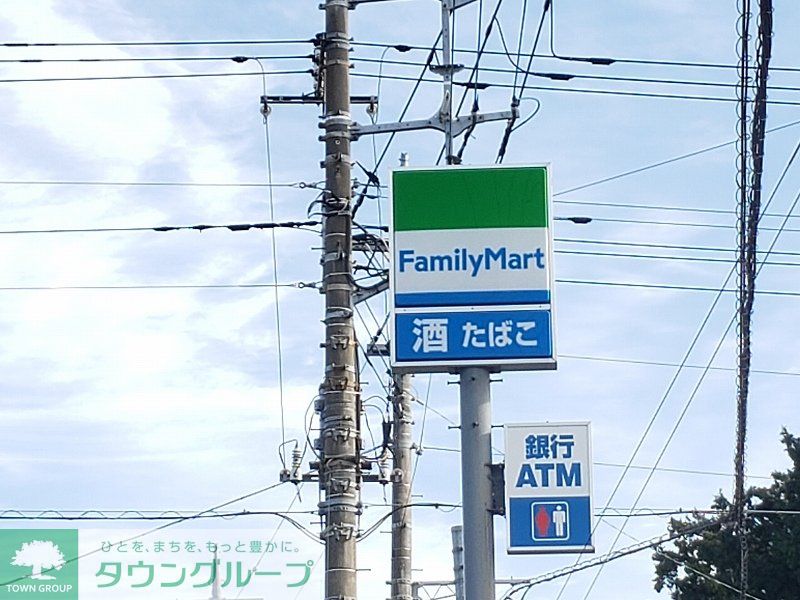 FamilyMart
酒 たばこ
銀行
ATM
ひとを、まちを、もっと豊かに。
タウングループ
TOWN GROUP